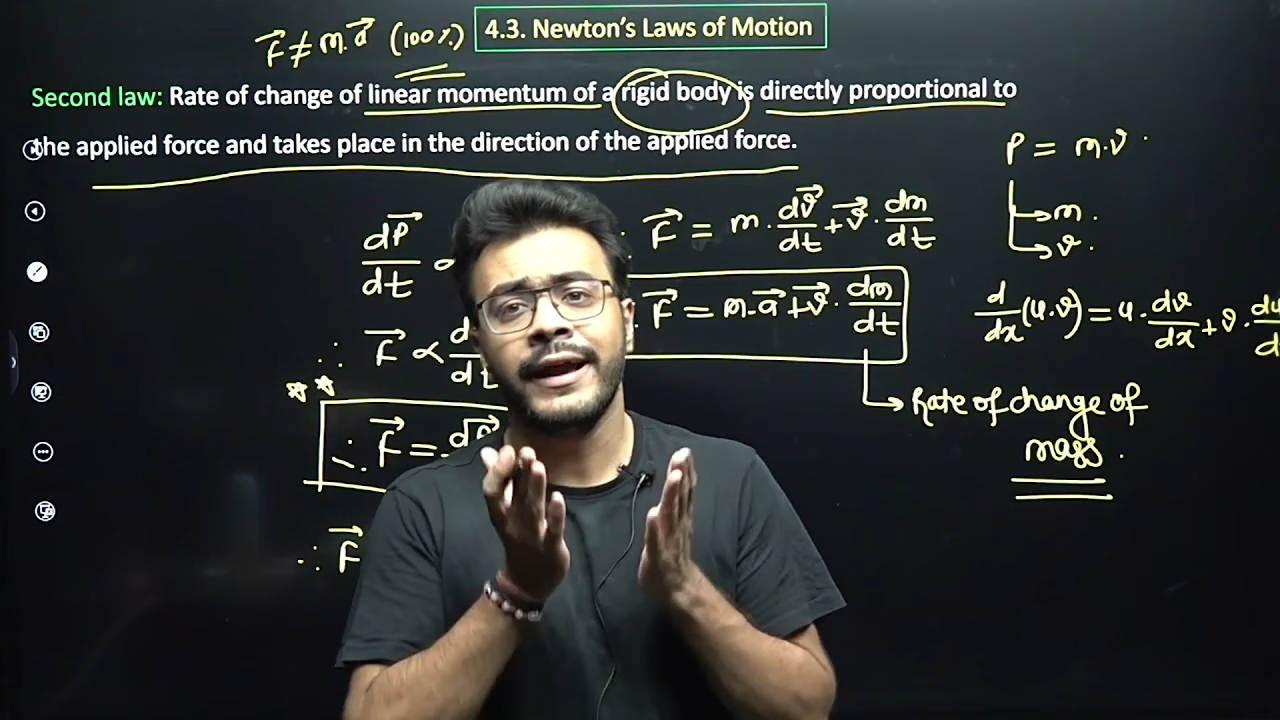 4.3. Newton's Laws of Motion
F⃗ ≠ m.a⃗ (100%)
Second law: Rate of change of linear momentum of a rigid body is directly proportional to
the applied force and takes place in the direction of the applied force.
P = m.v
→ m.
→ v.
dP⃗/dt
∴ F⃗ = m.dv⃗/dt + v⃗.dm/dt
∴ F⃗ = m.a⃗ + v⃗.dm/dt
d/dx(u.v) = u.dv/dx + v.
∴ F⃗ ∝
∴ F⃗ = dP⃗
→ Rate of change of
mass.
∴ F⃗